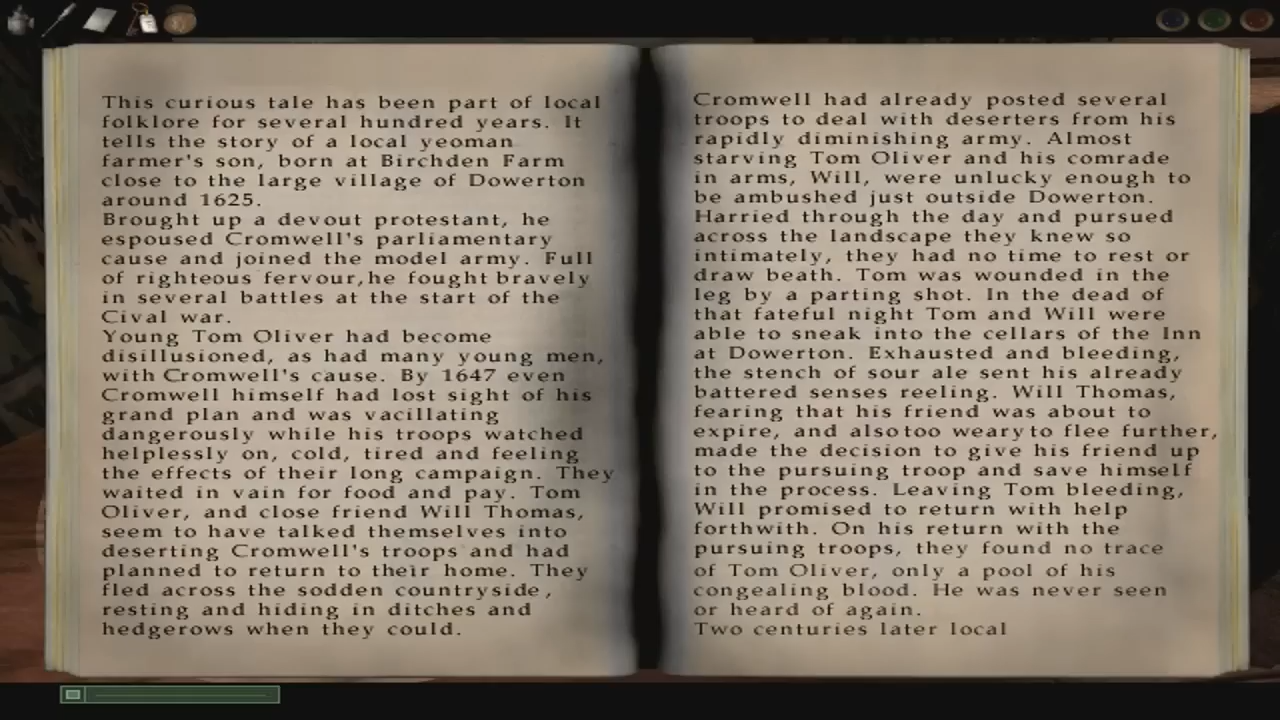 This curious tale has been part of local
folklore for several hundred years. It
tells the story of a local yeoman
farmer's son, born at Birchden Farm
close to the large village of Dowerton
around 1625.
Brought up a devout protestant, he
espoused Cromwell's parliamentary
cause and joined the model army. Full
of righteous fervour,he fought bravely
in several battles at the start of the
Cival war.
Young Tom Oliver had become
disillusioned, as had many young men,
with Cromwell's cause. By 1647 even
Cromwell himself had lost sight of his
grand plan and was vacillating
dangerously while his troops watched
helplessly on, cold, tired and feeling
the effects of their long campaign. They
waited in vain for food and pay. Tom
Oliver, and close friend Will Thomas,
seem to have talked themselves into
deserting Cromwell's troops and had
planned to return to their home. They
fled across the sodden countryside,
resting and hiding in ditches and
hedgerows when they could.
Cromwell had already posted several
troops to deal with deserters from his
rapidly diminishing army. Almost
starving Tom Oliver and his comrade
in arms, Will, were unlucky enough to
be ambushed just outside Dowerton.
Harried through the day and pursued
across the landscape they knew so
intimately, they had no time to rest or
draw beath. Tom was wounded in the
leg by a parting shot. In the dead of
that fateful night Tom and Will were
able to sneak into the cellars of the Inn
at Dowerton. Exhausted and bleeding,
the stench of sour ale sent his already
battered senses reeling. Will Thomas,
fearing that his friend was about to
expire, and also too weary to flee further,
made the decision to give his friend up
to the pursuing troop and save himself
in the process. Leaving Tom bleeding,
Will promised to return with help
forthwith. On his return with the
pursuing troops, they found no trace
of Tom Oliver, only a pool of his
congealing blood. He was never seen
or heard of again.
Two centuries later local